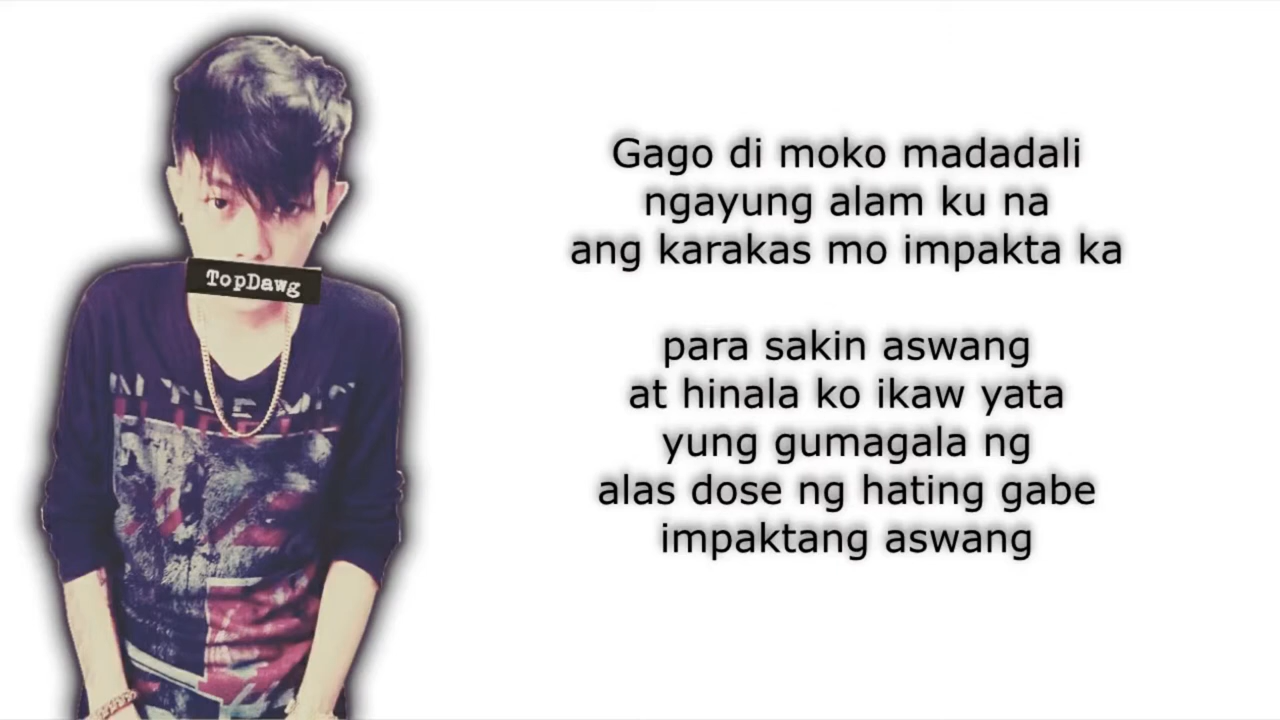 TopDawg
Gago di moko madadali
ngayung alam ku na
ang karakas mo impakta ka
para sakin aswang
at hinala ko ikaw yata
yung gumagala ng
alas dose ng hating gabe
impaktang aswang